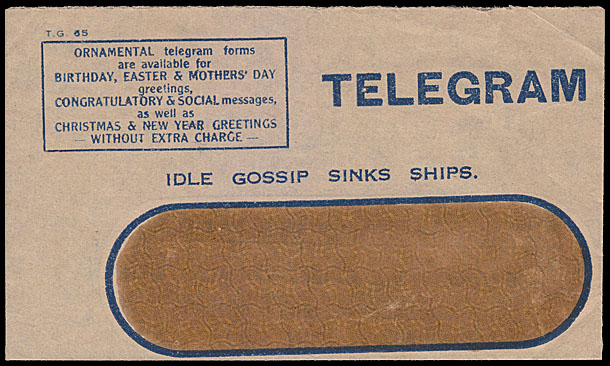 T.G. 65
ORNAMENTAL telegram forms
are available for
BIRTHDAY, EASTER & MOTHERS' DAY
greetings,
CONGRATULATORY & SOCIAL messages,
as well as
CHRISTMAS & NEW YEAR GREETINGS
— WITHOUT EXTRA CHARGE —
TELEGRAM
IDLE GOSSIP SINKS SHIPS.